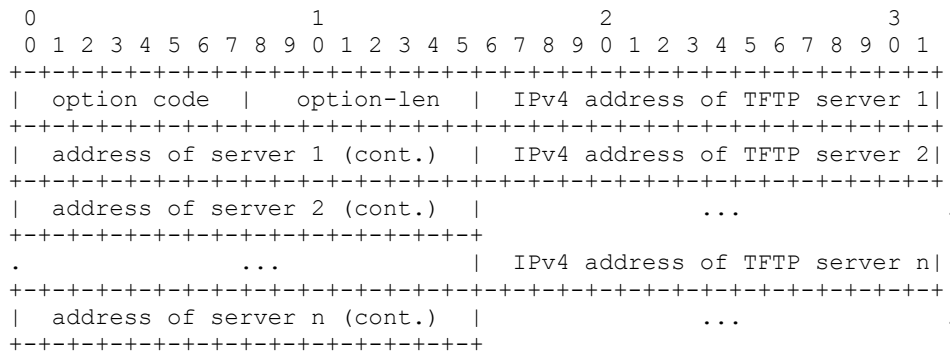 0                   1                   2                   3
 0 1 2 3 4 5 6 7 8 9 0 1 2 3 4 5 6 7 8 9 0 1 2 3 4 5 6 7 8 9 0 1
+-+-+-+-+-+-+-+-+-+-+-+-+-+-+-+-+-+-+-+-+-+-+-+-+-+-+-+-+-+-+-+-+
|  option code  |   option-len  |  IPv4 address of TFTP server 1|
+-+-+-+-+-+-+-+-+-+-+-+-+-+-+-+-+-+-+-+-+-+-+-+-+-+-+-+-+-+-+-+-+
|  address of server 1 (cont.)  |  IPv4 address of TFTP server 2|
+-+-+-+-+-+-+-+-+-+-+-+-+-+-+-+-+-+-+-+-+-+-+-+-+-+-+-+-+-+-+-+-+
|  address of server 2 (cont.)  |               ...              .
+-+-+-+-+-+-+-+-+-+-+-+-+-+-+-+-+
.               ...             |  IPv4 address of TFTP server n|
+-+-+-+-+-+-+-+-+-+-+-+-+-+-+-+-+-+-+-+-+-+-+-+-+-+-+-+-+-+-+-+-+
|  address of server n (cont.)  |               ...              .
+-+-+-+-+-+-+-+-+-+-+-+-+-+-+-+-+